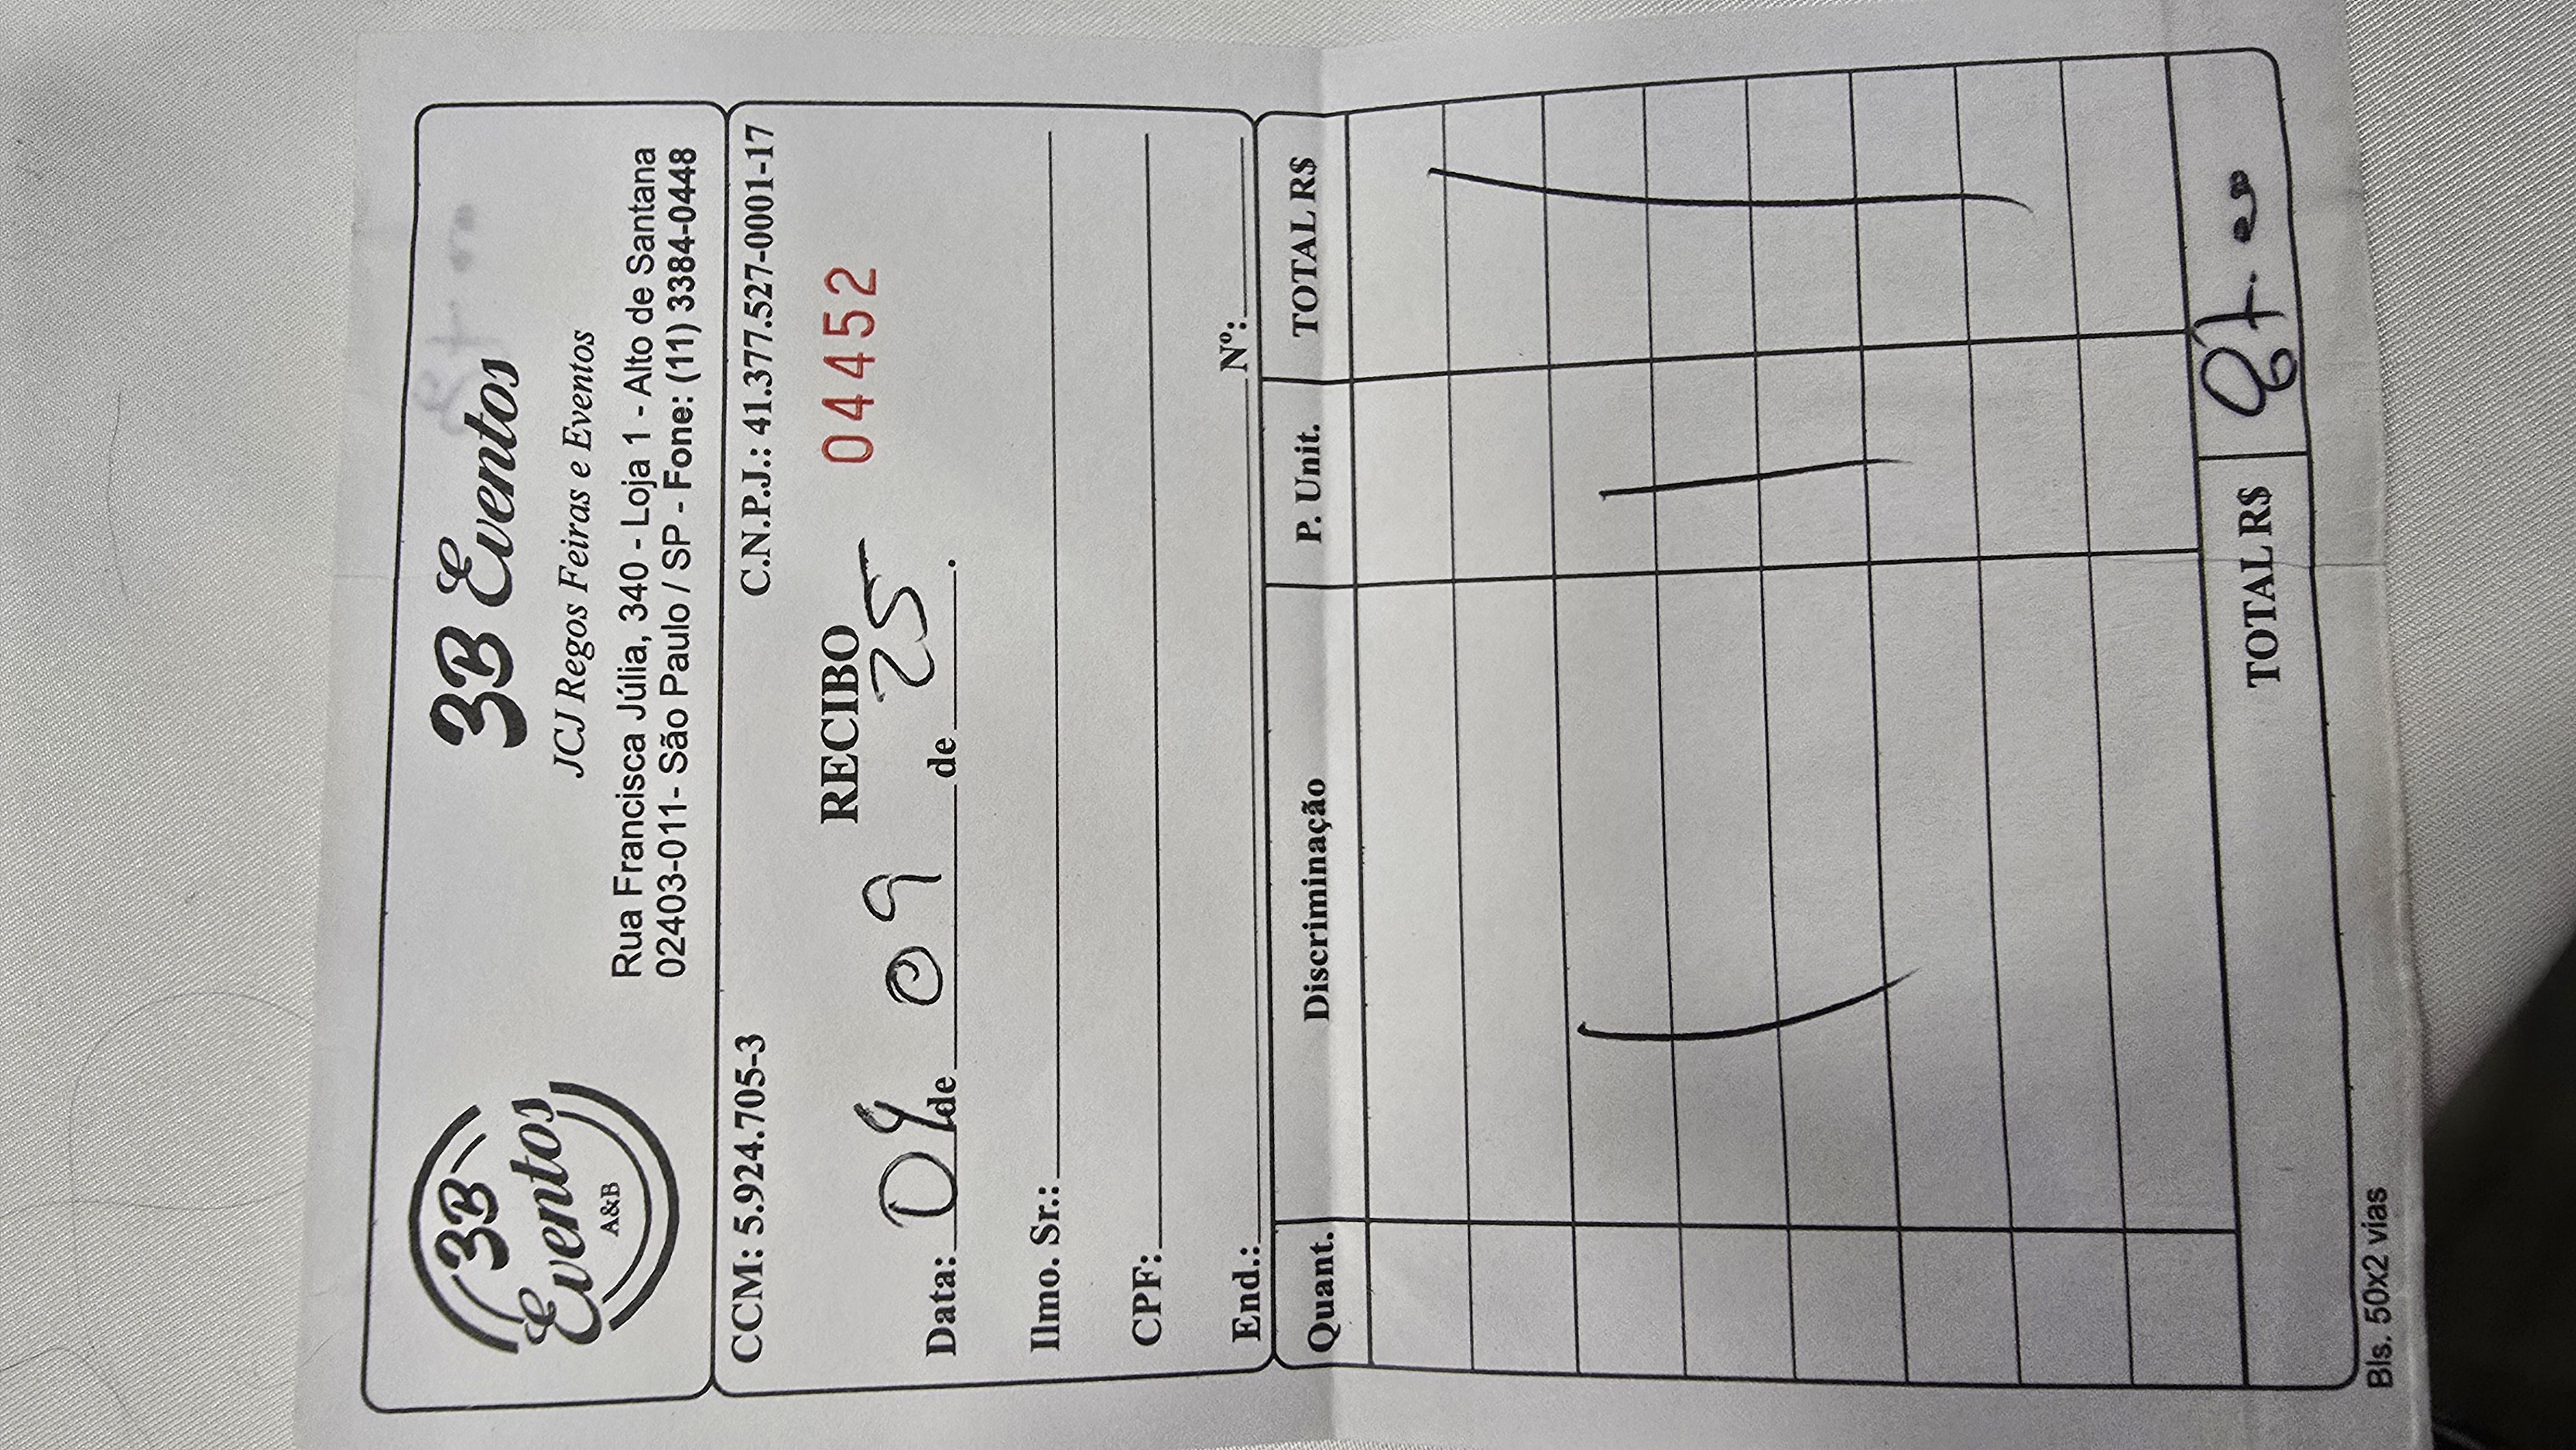 3B
Eventos
A&B
3B Eventos
JCJ Regos Feiras e Eventos
Rua Francisca Júlia, 340 - Loja 1 - Alto de Santana
02403-011- São Paulo / SP - Fone: (11) 3384-0448
CCM: 5.924.705-3 C.N.P.J.: 41.377.527-0001-17
RECIBO 04452
Data: 09 de 09 de 25.
Ilmo. Sr.:
CPF:
End.: Nº:
Quant. Discriminação P. Unit. TOTAL R$
TOTAL R$ 87.00
Bls. 50x2 vias